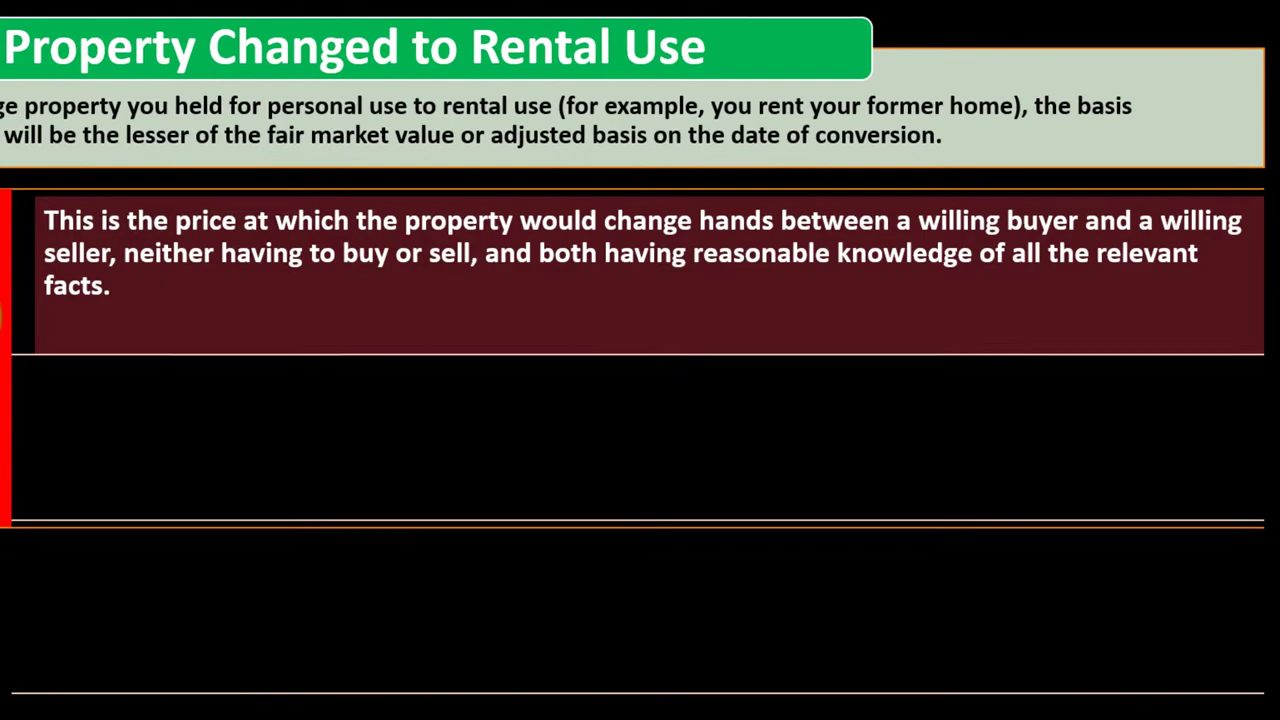 Property Changed to Rental Use
property you held for personal use to rental use (for example, you rent your former home), the basis
will be the lesser of the fair market value or adjusted basis on the date of conversion.
This is the price at which the property would change hands between a willing buyer and a willing
seller, neither having to buy or sell, and both having reasonable knowledge of all the relevant
facts.